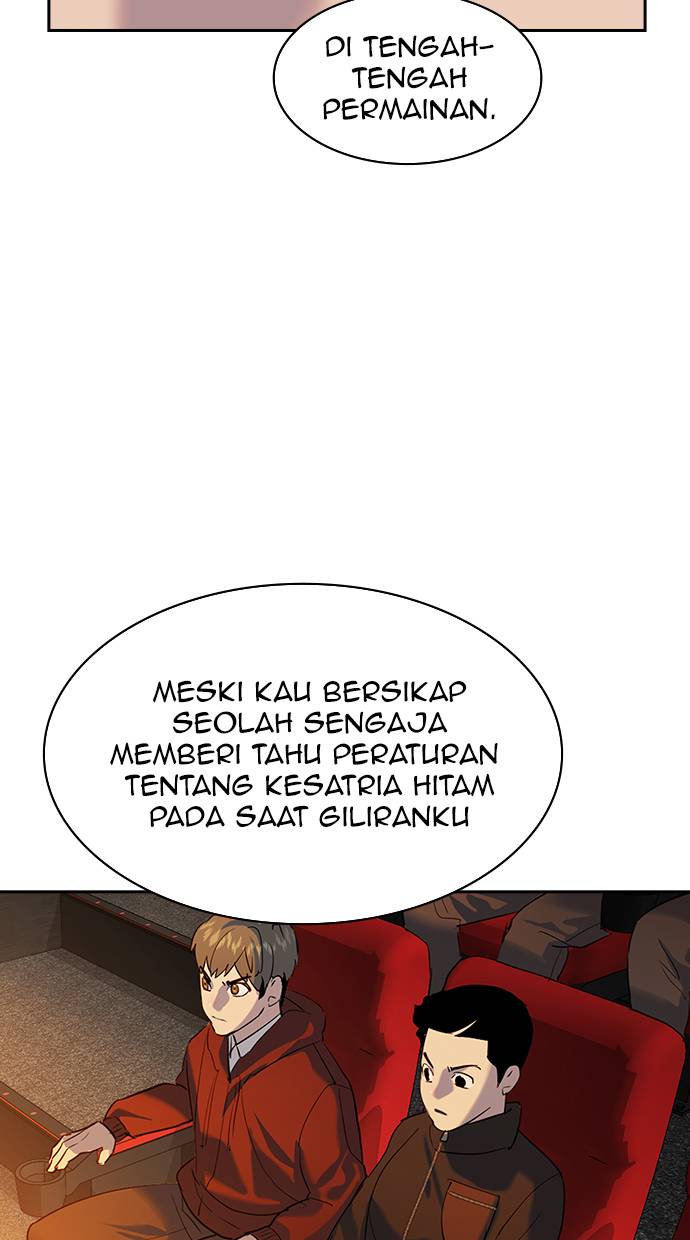 DI TENGAH-
TENGAH
PERMAINAN.
MESKI KAU BERSIKAP
SEOLAH SENGAJA
MEMBERI TAHU PERATURAN
TENTANG KESATRIA HITAM
PADA SAAT GILIRANKU